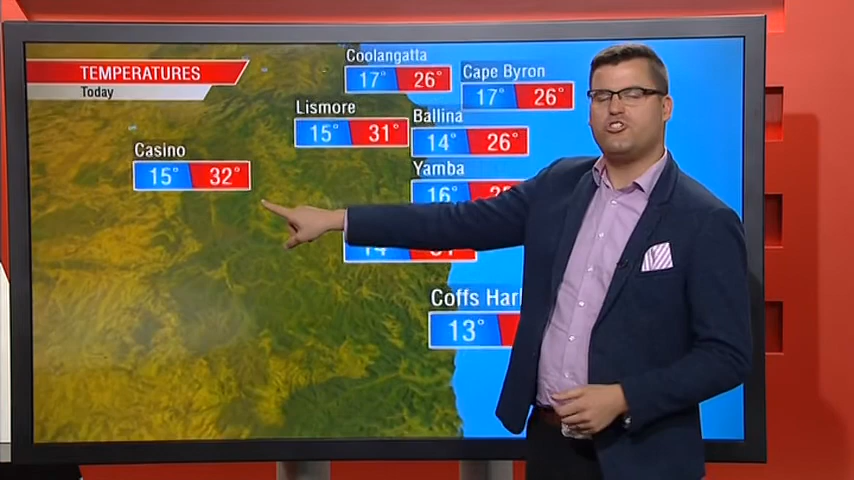 TEMPERATURES
Today
Coolangatta
17° 26°
Cape Byron
17° 26°
Lismore
15° 31°
Ballina
14° 26°
Casino
15° 32°
Yamba
16°
14°
Coffs
13°